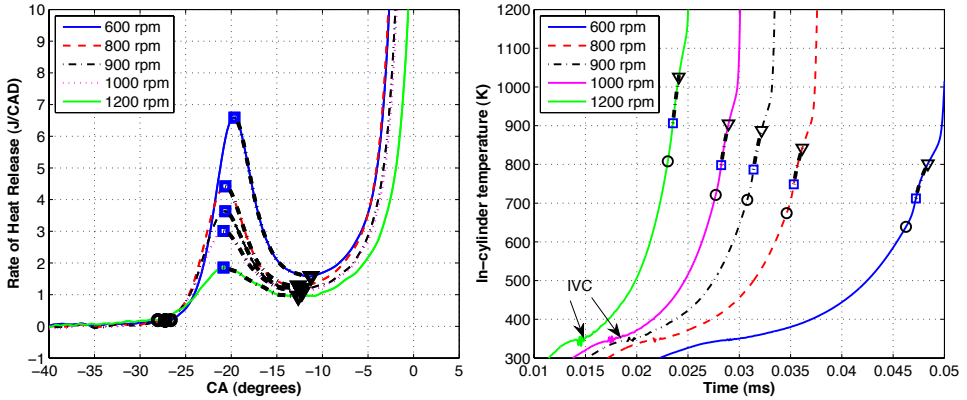 600 rpm
800 rpm
900 rpm
1000 rpm
1200 rpm
10
9
8
7
6
5
4
3
2
1
0
−1
−40 −35 −30 −25 −20 −15 −10 −5 0 5
CA (degrees)
Rate of Heat Release (J/CAD)
600 rpm
800 rpm
900 rpm
1000 rpm
1200 rpm
IVC
1200
1100
1000
900
800
700
600
500
400
300
0.01 0.015 0.02 0.025 0.03 0.035 0.04 0.045 0.05
Time (ms)
In−cylinder temperature (K)